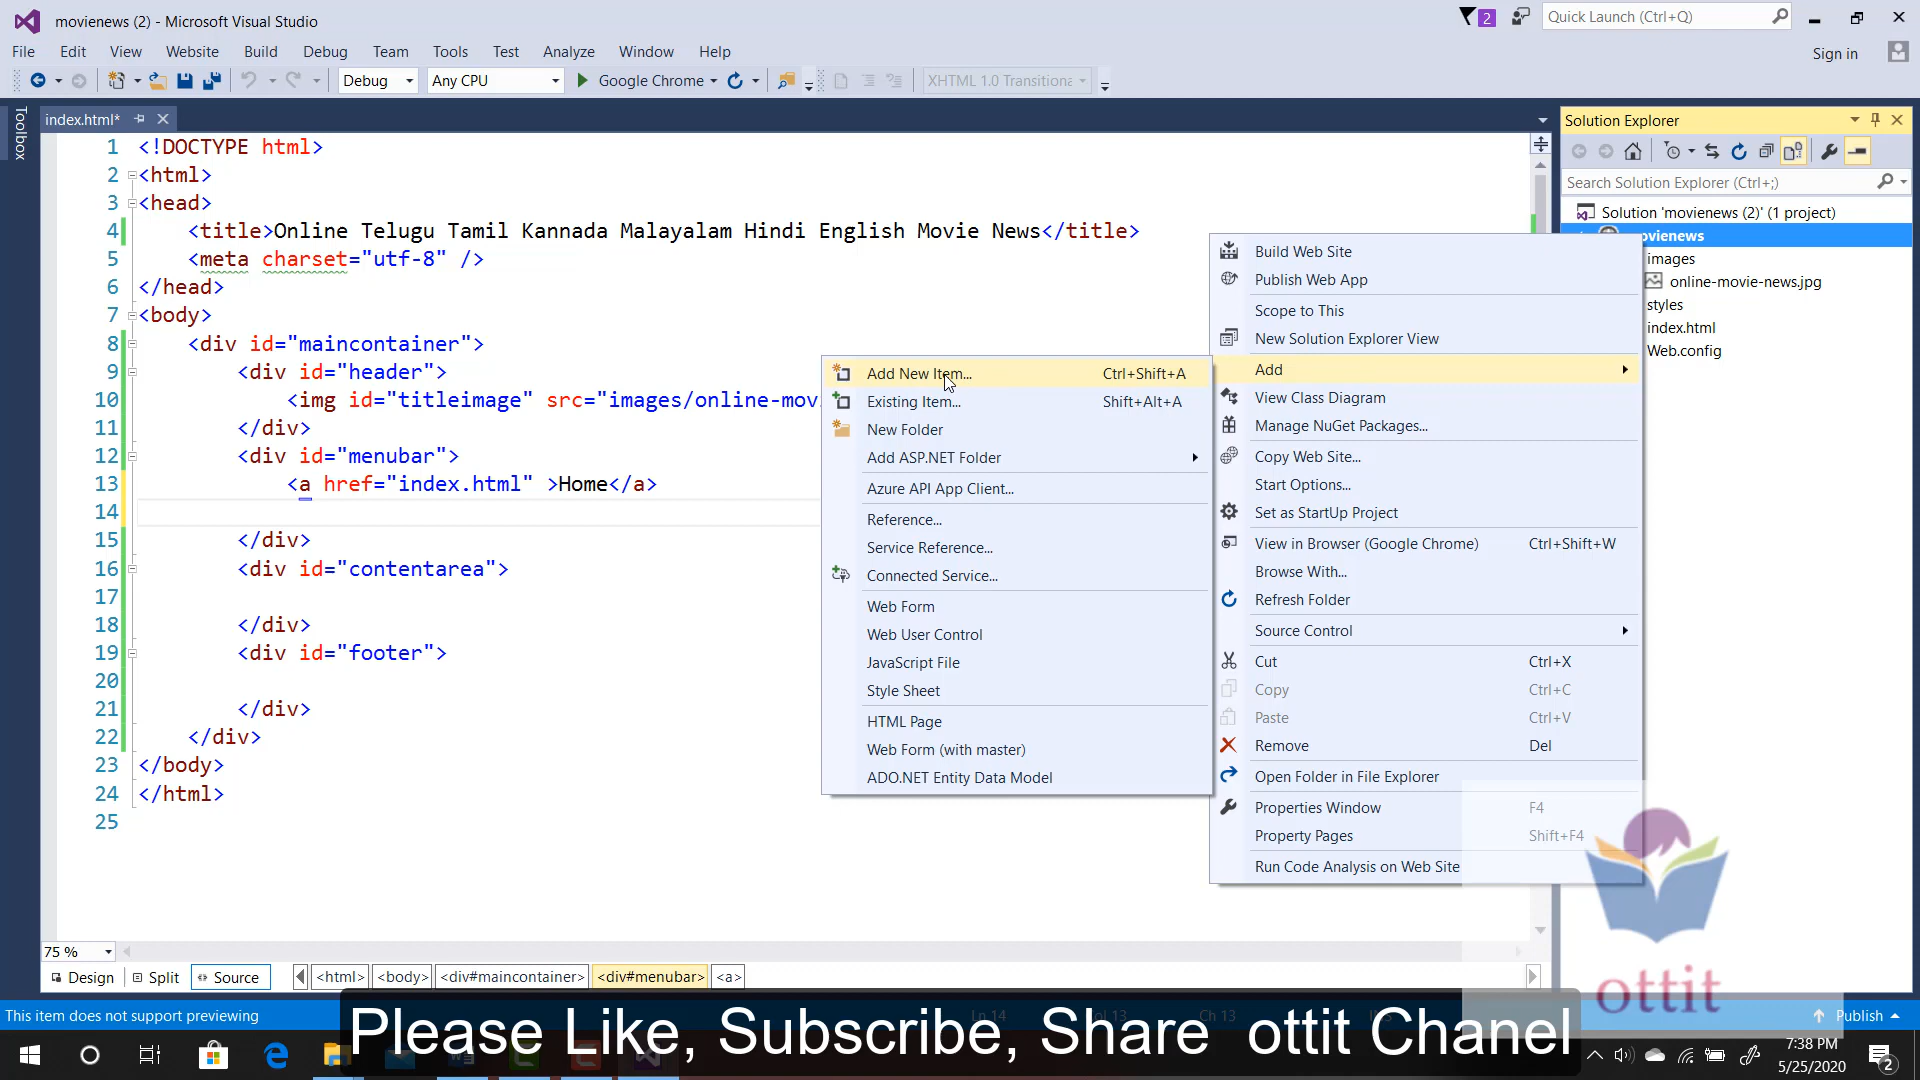 movienews (2) - Microsoft Visual Studio
2
Quick Launch (Ctrl+Q)
File Edit View Website Build Debug Team Tools Test Analyze Window Help
Sign in
Debug Any CPU Google Chrome XHTML 1.0 Transitiona
Toolbox
index.html*
1 <!DOCTYPE html>
2 <html>
3 <head>
4 <title>Online Telugu Tamil Kannada Malayalam Hindi English Movie News</title>
5 <meta charset="utf-8" />
6 </head>
7 <body>
8 <div id="maincontainer">
9 <div id="header">
10 <img id="titleimage" src="images/online-mov
11 </div>
12 <div id="menubar">
13 <a href="index.html" >Home</a>
14
15 </div>
16 <div id="contentarea">
17
18 </div>
19 <div id="footer">
20
21 </div>
22 </div>
23 </body>
24 </html>
25
Add New Item... Ctrl+Shift+A
Existing Item... Shift+Alt+A
New Folder
Add ASP.NET Folder
Azure API App Client...
Reference...
Service Reference...
Connected Service...
Web Form
Web User Control
JavaScript File
Style Sheet
HTML Page
Web Form (with master)
ADO.NET Entity Data Model
Build Web Site
Publish Web App
Scope to This
New Solution Explorer View
Add
View Class Diagram
Manage NuGet Packages...
Copy Web Site...
Start Options...
Set as StartUp Project
View in Browser (Google Chrome) Ctrl+Shift+W
Browse With...
Refresh Folder
Source Control
Cut Ctrl+X
Copy Ctrl+C
Paste Ctrl+V
Remove Del
Open Folder in File Explorer
Properties Window F4
Property Pages Shift+F4
Run Code Analysis on Web Site
Solution Explorer
Search Solution Explorer (Ctrl+;)
Solution 'movienews (2)' (1 project)
ovienews
images
online-movie-news.jpg
styles
index.html
Web.config
75 %
Design Split Source <html> <body> <div#maincontainer> <div#menubar> <a>
ottit
This item does not support previewing
Ln 14
Ch 13
Publish
Please Like, Subscribe, Share ottit Chanel
7:38 PM
5/25/2020
2